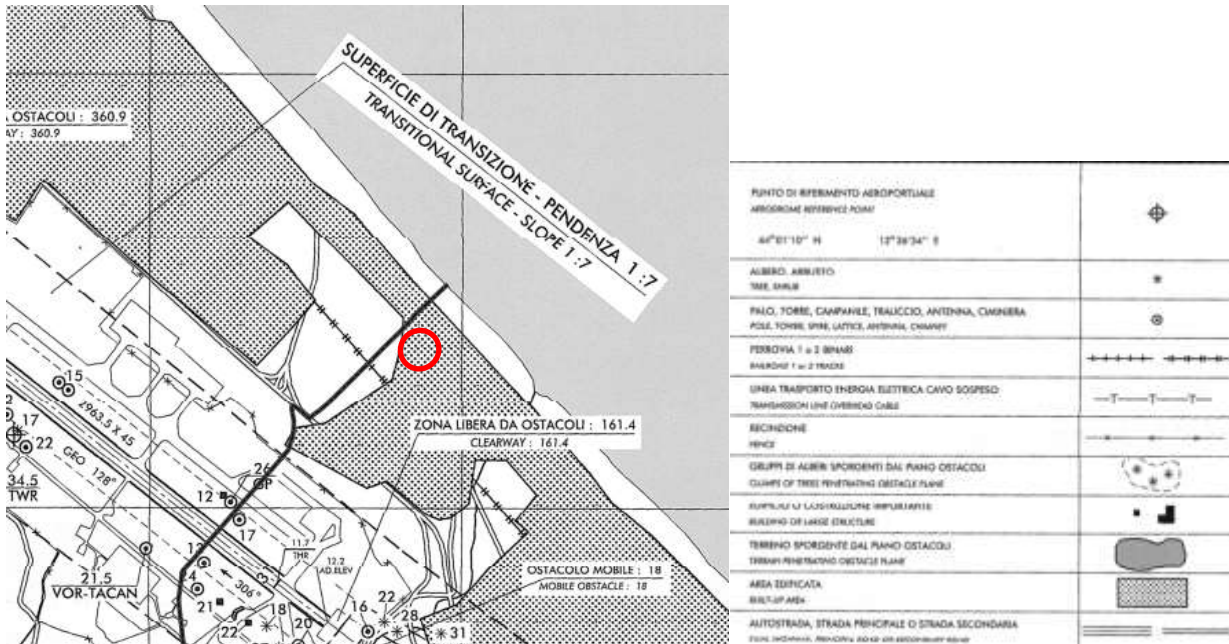 SUPERFICIE DI TRANSIZIONE - PENDENZA 1 :7
TRANSITIONAL SURFACE - SLOPE 1:7
A OSTACOLI : 360.9
AY : 360.9
ZONA LIBERA DA OSTACOLI : 161.4
CLEARWAY : 161.4
15
2963.5 X 45
17
22
34.5
TWR
GEO 128°
26
GP
12
17
11.7
THR
12.2
AD.ELEV
21.5
VOR-TACAN
306°
OSTACOLO MOBILE : 18
MOBILE OBSTACLE : 18
21
22
18
20
16
22
28
31
PUNTO DI RIFERIMENTO AEROPORTUALE
AERODROME REFERENCE POINT
44°01'10" N 12°36'34" E
ALBERO, ARBUSTO
TREE, SHRUB
PALO, TORRE, CAMPANILE, TRALICCIO, ANTENNA, CIMINIERA
POLE, TOWER, SPIRE, LATTICE, ANTENNA, CHIMNEY
FERROVIA 1 o 2 BINARI
RAILROAD 1 or 2 TRACKS
LINEA TRASPORTO ENERGIA ELETTRICA CAVO SOSPESO
TRANSMISSION LINE OVERHEAD CABLE
RECINZIONE
FENCE
GRUPPI DI ALBERI SPORGENTI DAL PIANO OSTACOLI
CLUMPS OF TREES PENETRATING OBSTACLE PLANE
EDIFICIO O COSTRUZIONE IMPORTANTE
BUILDING OR LARGE STRUCTURE
TERRENO SPORGENTE DAL PIANO OSTACOLI
TERRAIN PENETRATING OBSTACLE PLANE
AREA EDIFICATA
BUILT-UP AREA
AUTOSTRADA, STRADA PRINCIPALE O STRADA SECONDARIA